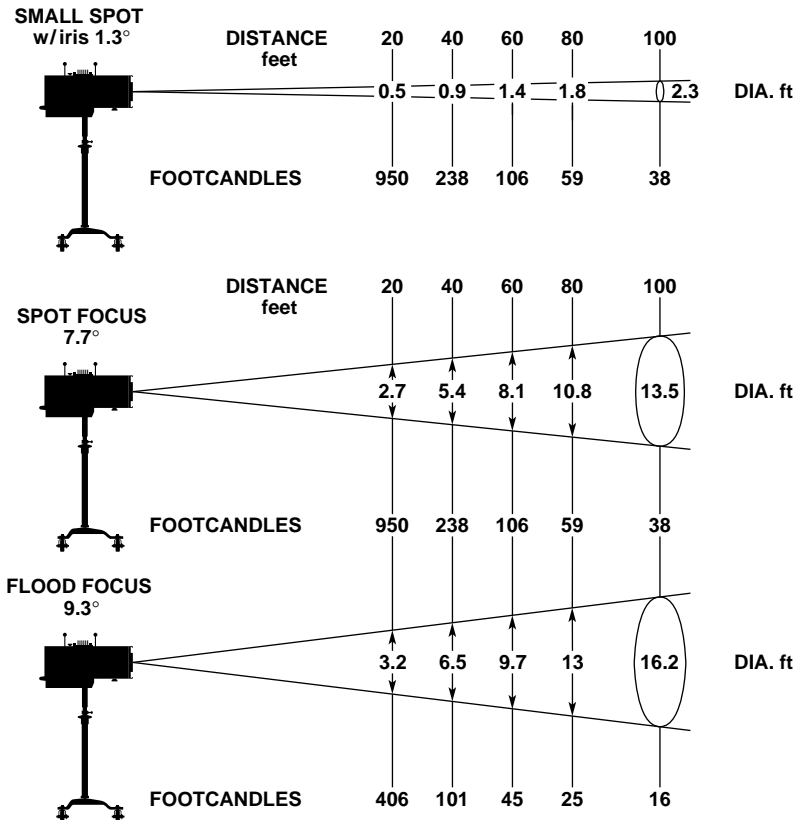 SMALL SPOT
w/iris 1.3°
DISTANCE 20 40 60 80 100
feet
0.5 0.9 1.4 1.8 2.3 DIA. ft
FOOTCANDLES 950 238 106 59 38
DISTANCE 20 40 60 80 100
feet
SPOT FOCUS
7.7°
2.7 5.4 8.1 10.8 13.5 DIA. ft
FOOTCANDLES 950 238 106 59 38
FLOOD FOCUS
9.3°
3.2 6.5 9.7 13 16.2 DIA. ft
FOOTCANDLES 406 101 45 25 16